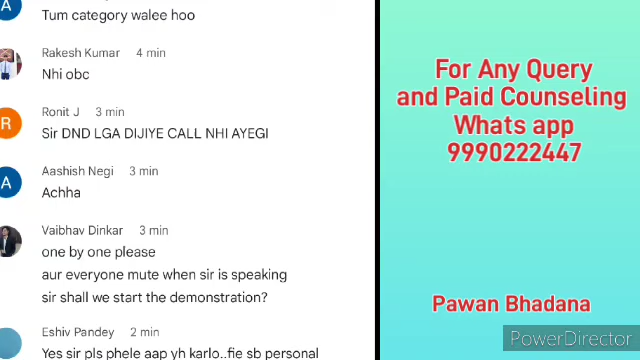 Tum category walee hoo
Rakesh Kumar 4 min
Nhi obc
Ronit J 3 min
Sir DND LGA DIJIYE CALL NHI AYEGI
Aashish Negi 3 min
Achha
Vaibhav Dinkar 3 min
one by one please
aur everyone mute when sir is speaking
sir shall we start the demonstration?
Eshiv Pandey 2 min
Yes sir pls phele aap yh karlo..fie sb personal
A
R
A
For Any Query
and Paid Counseling
Whats app
9990222447
Pawan Bhadana
PowerDirector